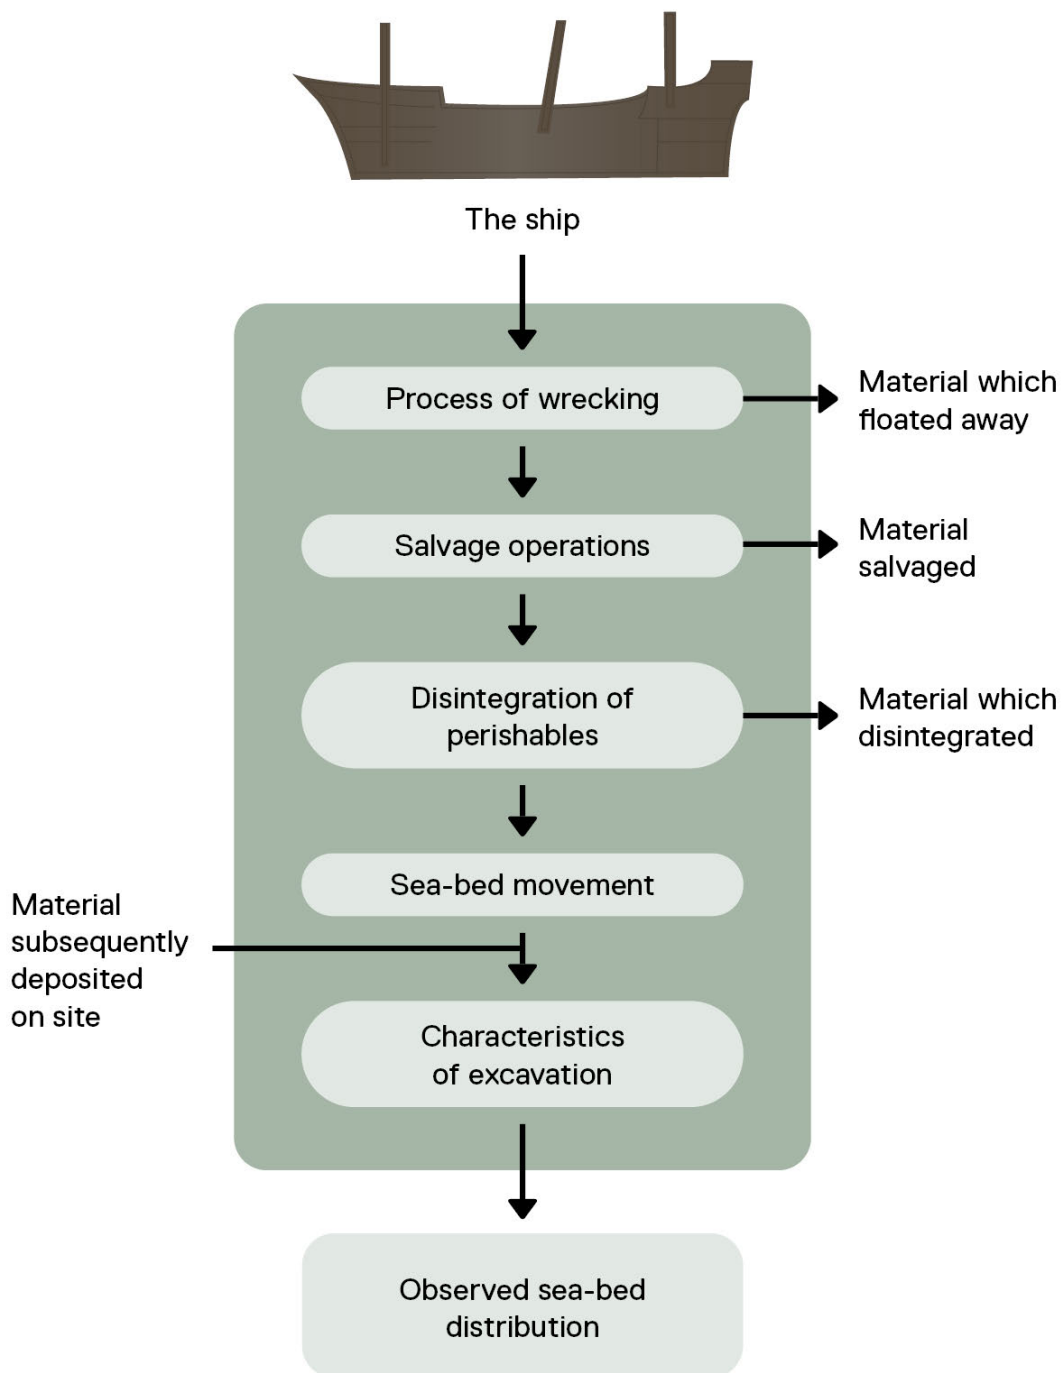 The ship
Process of wrecking
Material which
floated away
Salvage operations
Material
salvaged
Disintegration of
perishables
Material which
disintegrated
Sea-bed movement
Material
subsequently
deposited
on site
Characteristics
of excavation
Observed sea-bed
distribution